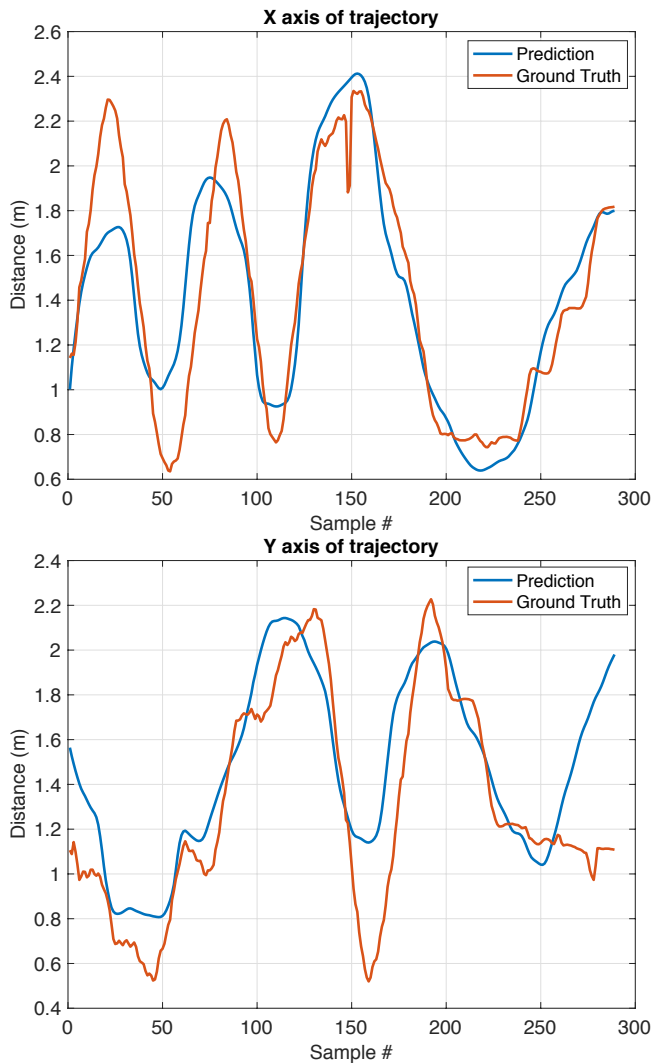 X axis of trajectory
2.6
2.4
2.2
2
1.8
1.6
1.4
1.2
1
0.8
0.6
Distance (m)
Prediction
Ground Truth
0 50 100 150 200 250 300
Sample #
Y axis of trajectory
2.4
2.2
2
1.8
1.6
1.4
1.2
1
0.8
0.6
0.4
Distance (m)
Prediction
Ground Truth
0 50 100 150 200 250 300
Sample #